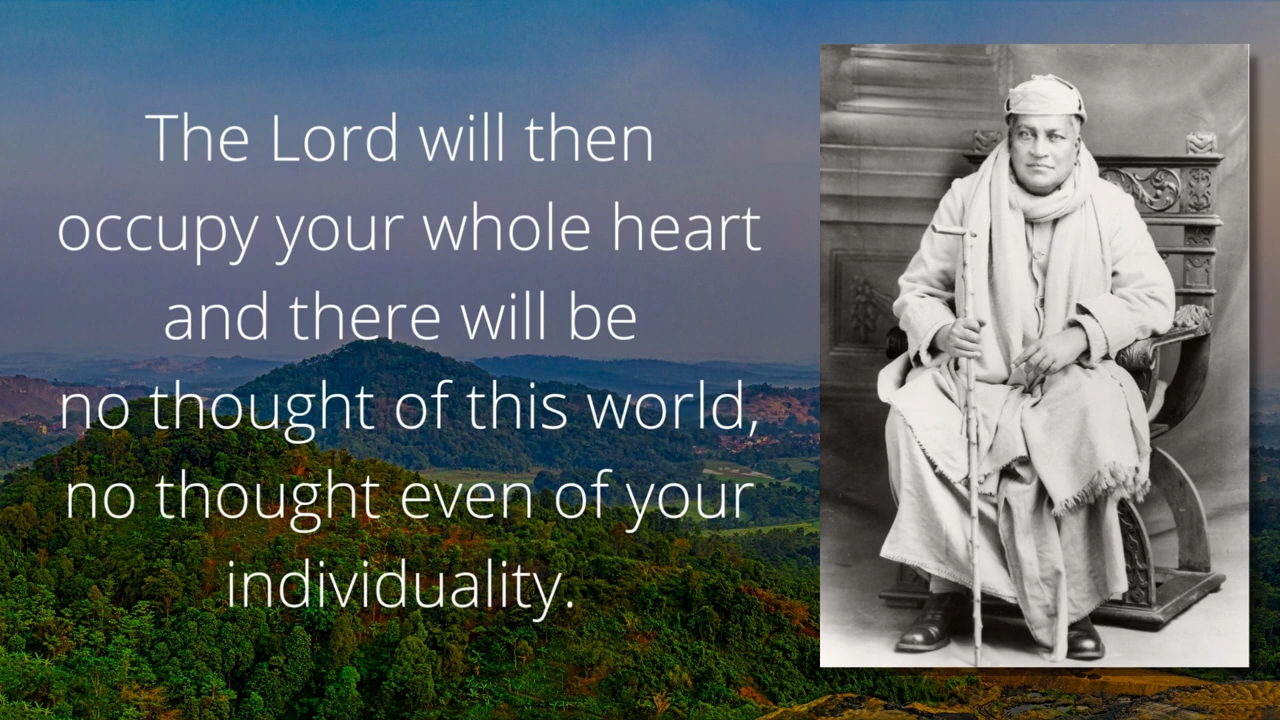 The Lord will then
occupy your whole heart
and there will be
no thought of this world,
no thought even of your
individuality.